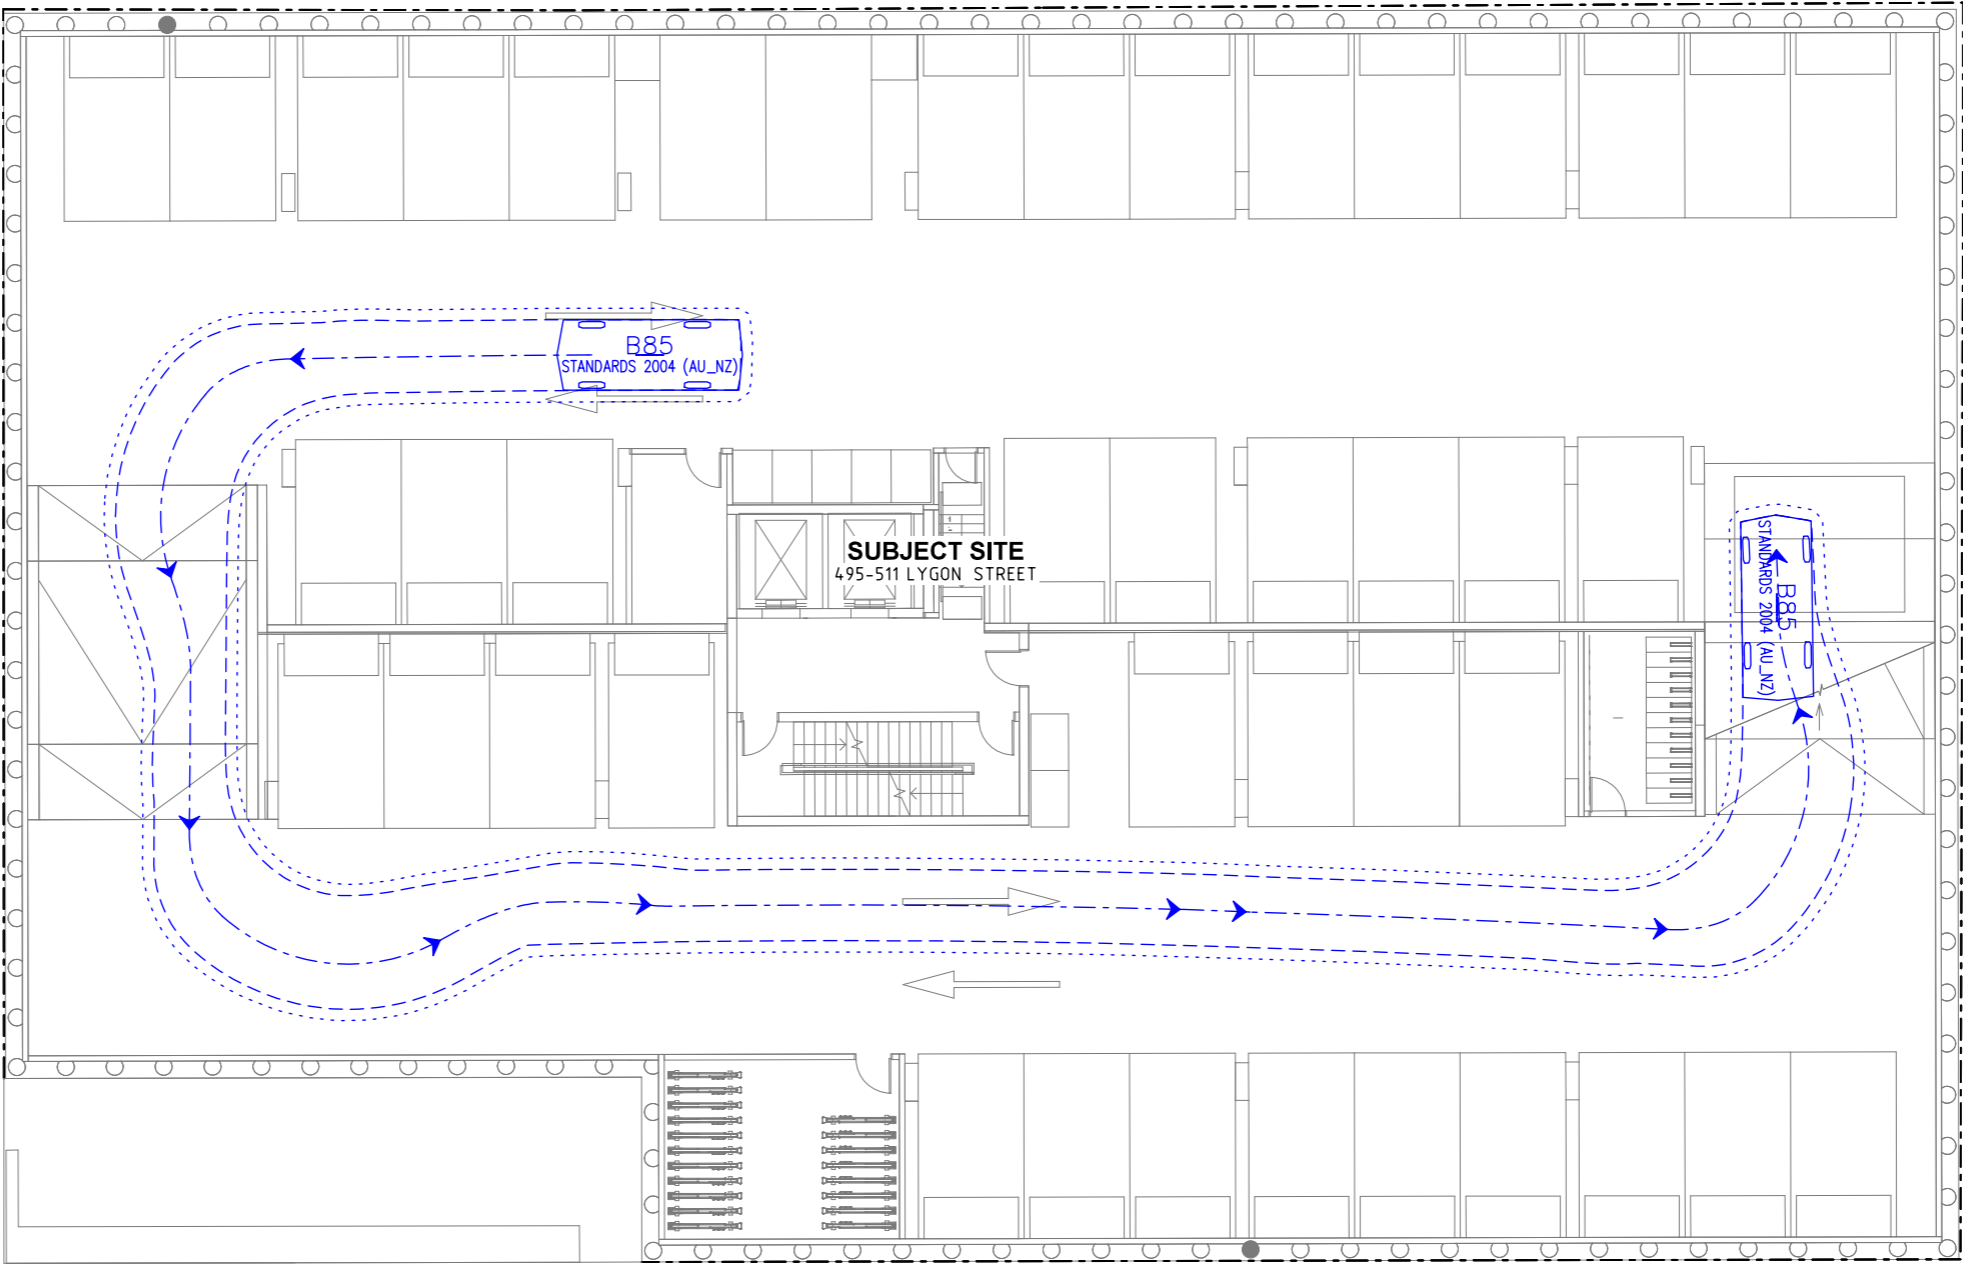 B85
STANDARDS 2004 (AU_NZ)
SUBJECT SITE
495-511 LYGON STREET
B85
STANDARDS 2004 (AU_NZ)